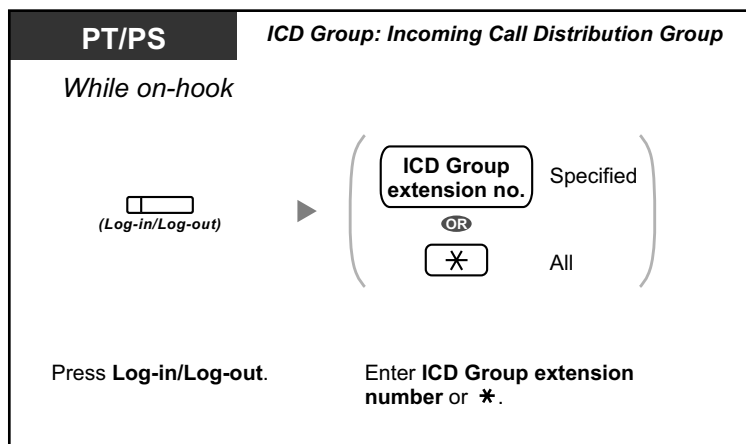 PT/PS
ICD Group: Incoming Call Distribution Group
While on-hook
(Log-in/Log-out)
ICD Group
extension no.
Specified
OR
*
All
Press Log-in/Log-out.
Enter ICD Group extension
number or *.